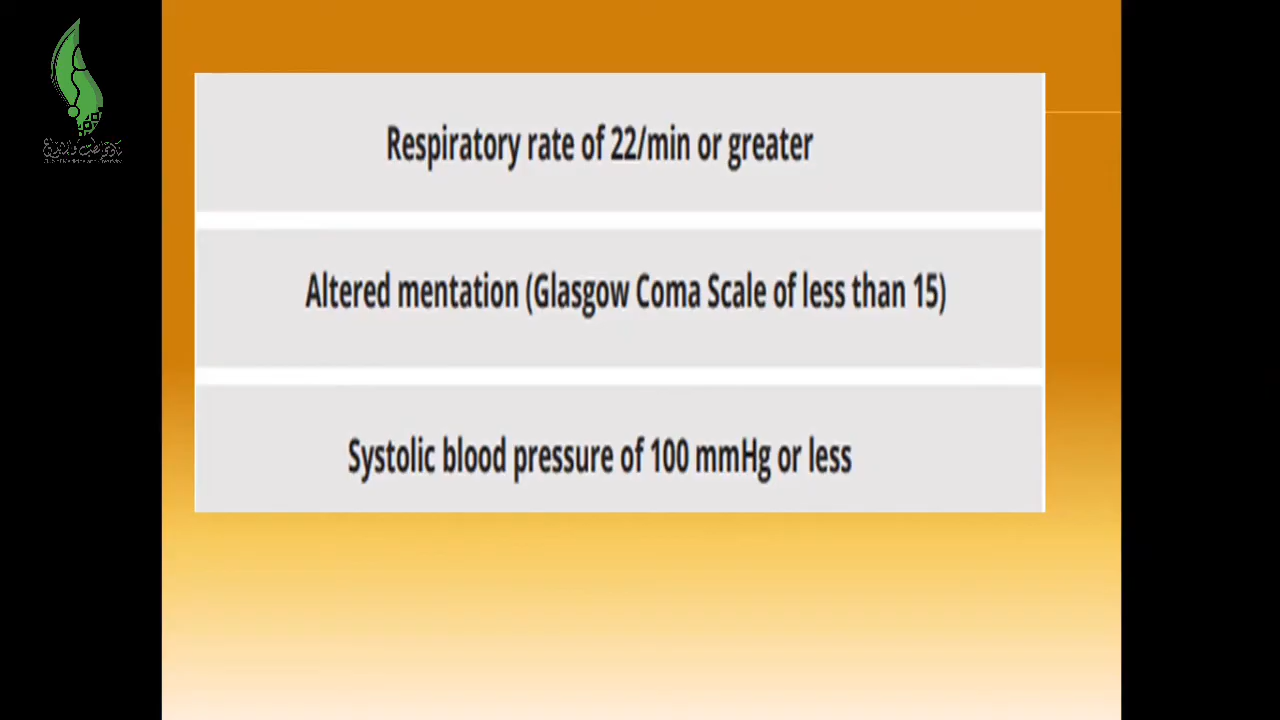 Respiratory rate of 22/min or greater
Altered mentation (Glasgow Coma Scale of less than 15)
Systolic blood pressure of 100 mmHg or less